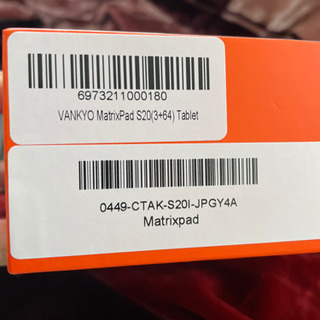 6973211000180
VANKYO MatrixPad S20(3+64) Tablet
0449-CTAK-S20I-JPGY4A
Matrixpad